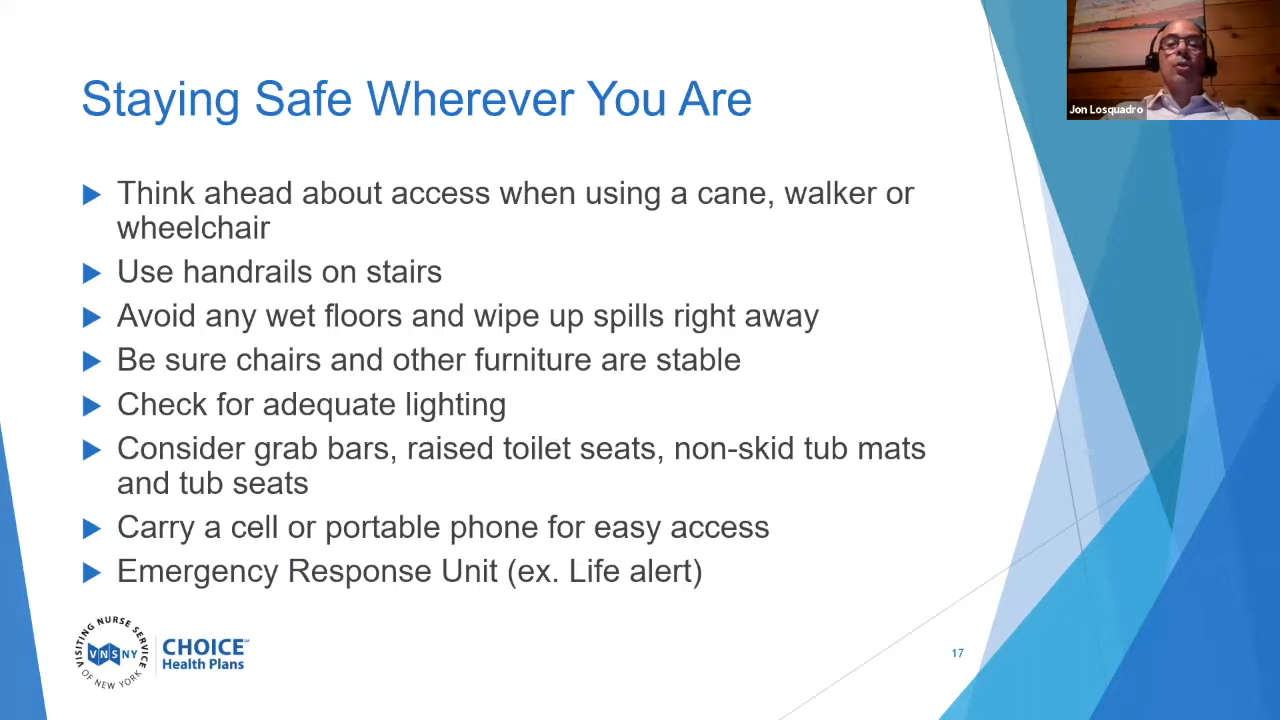 Staying Safe Wherever You Are
Jon Losquadro
Think ahead about access when using a cane, walker or
wheelchair
Use handrails on stairs
Avoid any wet floors and wipe up spills right away
Be sure chairs and other furniture are stable
Check for adequate lighting
Consider grab bars, raised toilet seats, non-skid tub mats
and tub seats
Carry a cell or portable phone for easy access
Emergency Response Unit (ex. Life alert)
VISITING NURSE SERVICE
OF NEW YORK
VNSNY
CHOICE℠
Health Plans
17